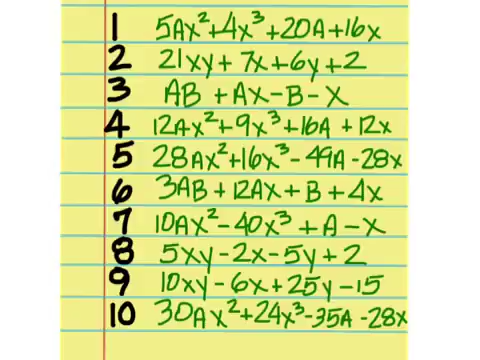 1 5Ax²+4x³+20A+16x
2 21xy+7x+6y+2
3 AB+AX-B-X
4 12Ax²+9x³+16A+12x
5 28Ax²+16x³-49A-28x
6 3AB+12AX+B+4x
7 10Ax²-40x³+A-X
8 5xy-2x-5y+2
9 10xy-6x+25y-15
10 30Ax²+24x³-35A-28x